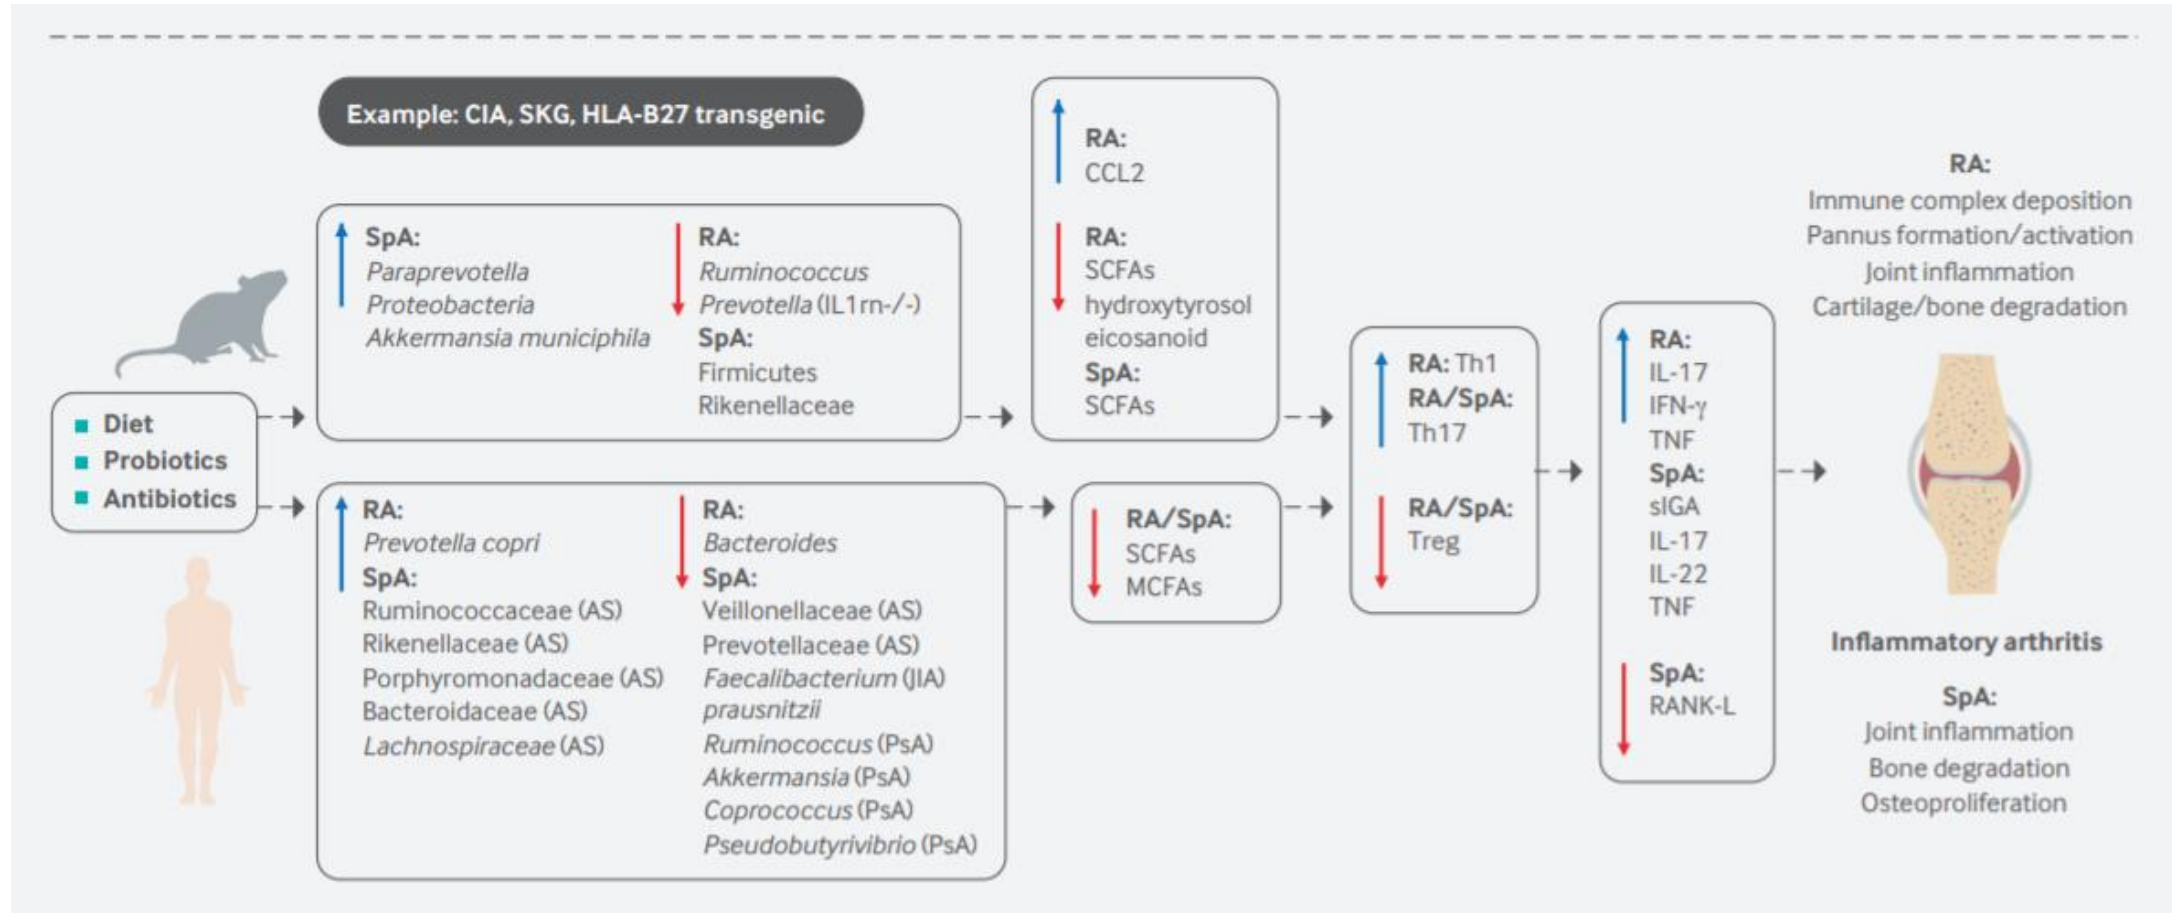 Example: CIA, SKG, HLA-B27 transgenic
Diet
Probiotics
Antibiotics
SpA:
Paraprevotella
Proteobacteria
Akkermansia municiphila
RA:
Ruminococcus
Prevotella (IL1rn-/-)
SpA:
Firmicutes
Rikenellaceae
RA:
Prevotella copri
SpA:
Ruminococcaceae (AS)
Rikenellaceae (AS)
Porphyromonadaceae (AS)
Bacteroidaceae (AS)
Lachnospiraceae (AS)
RA:
Bacteroides
SpA:
Veillonellaceae (AS)
Prevotellaceae (AS)
Faecalibacterium (JIA)
prausnitzii
Ruminococcus (PsA)
Akkermansia (PsA)
Coprococcus (PsA)
Pseudobutyrivibrio (PsA)
RA:
CCL2
RA:
SCFAs
hydroxytyrosol
eicosanoid
SpA:
SCFAs
RA/SpA:
SCFAs
MCFAs
RA: Th1
RA/SpA:
Th17
RA/SpA:
Treg
RA:
IL-17
IFN-γ
TNF
SpA:
sIGA
IL-17
IL-22
TNF
SpA:
RANK-L
RA:
Immune complex deposition
Pannus formation/activation
Joint inflammation
Cartilage/bone degradation
Inflammatory arthritis
SpA:
Joint inflammation
Bone degradation
Osteoproliferation